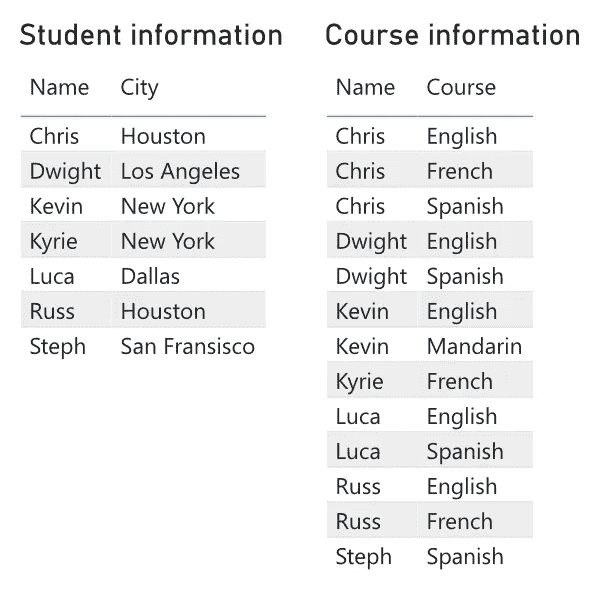 Student information
Name City
Chris Houston
Dwight Los Angeles
Kevin New York
Kyrie New York
Luca Dallas
Russ Houston
Steph San Fransisco
Course information
Name Course
Chris English
Chris French
Chris Spanish
Dwight English
Dwight Spanish
Kevin English
Kevin Mandarin
Kyrie French
Luca English
Luca Spanish
Russ English
Russ French
Steph Spanish